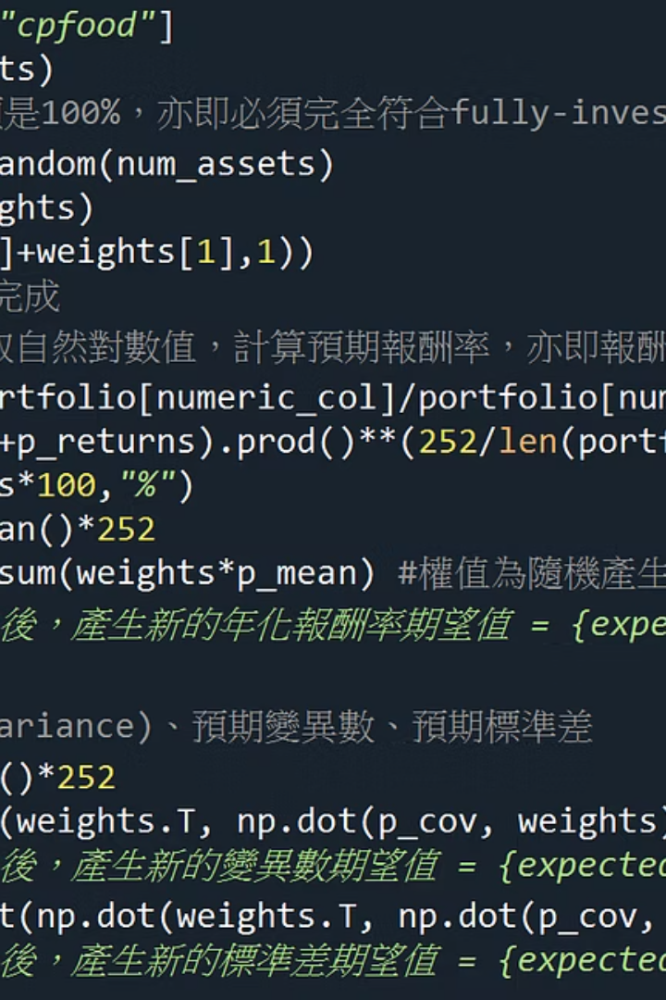 "cpfood"]
ts)
是100%，亦即必須完全符合fully-inves
andom(num_assets)
ghts)
]+weights[1],1))
完成
取自然對數值，計算預期報酬率，亦即報酬
rtfolio[numeric_col]/portfolio[num
+p_returns).prod()**(252/len(portf
s*100,"%")
an()*252
sum(weights*p_mean) #權值為隨機產生
後，產生新的年化報酬率期望值 = {expe
ariance)、預期變異數、預期標準差
()*252
(weights.T, np.dot(p_cov, weights)
後，產生新的變異數期望值 = {expected
t(np.dot(weights.T, np.dot(p_cov,
後，產生新的標準差期望值 = {expected